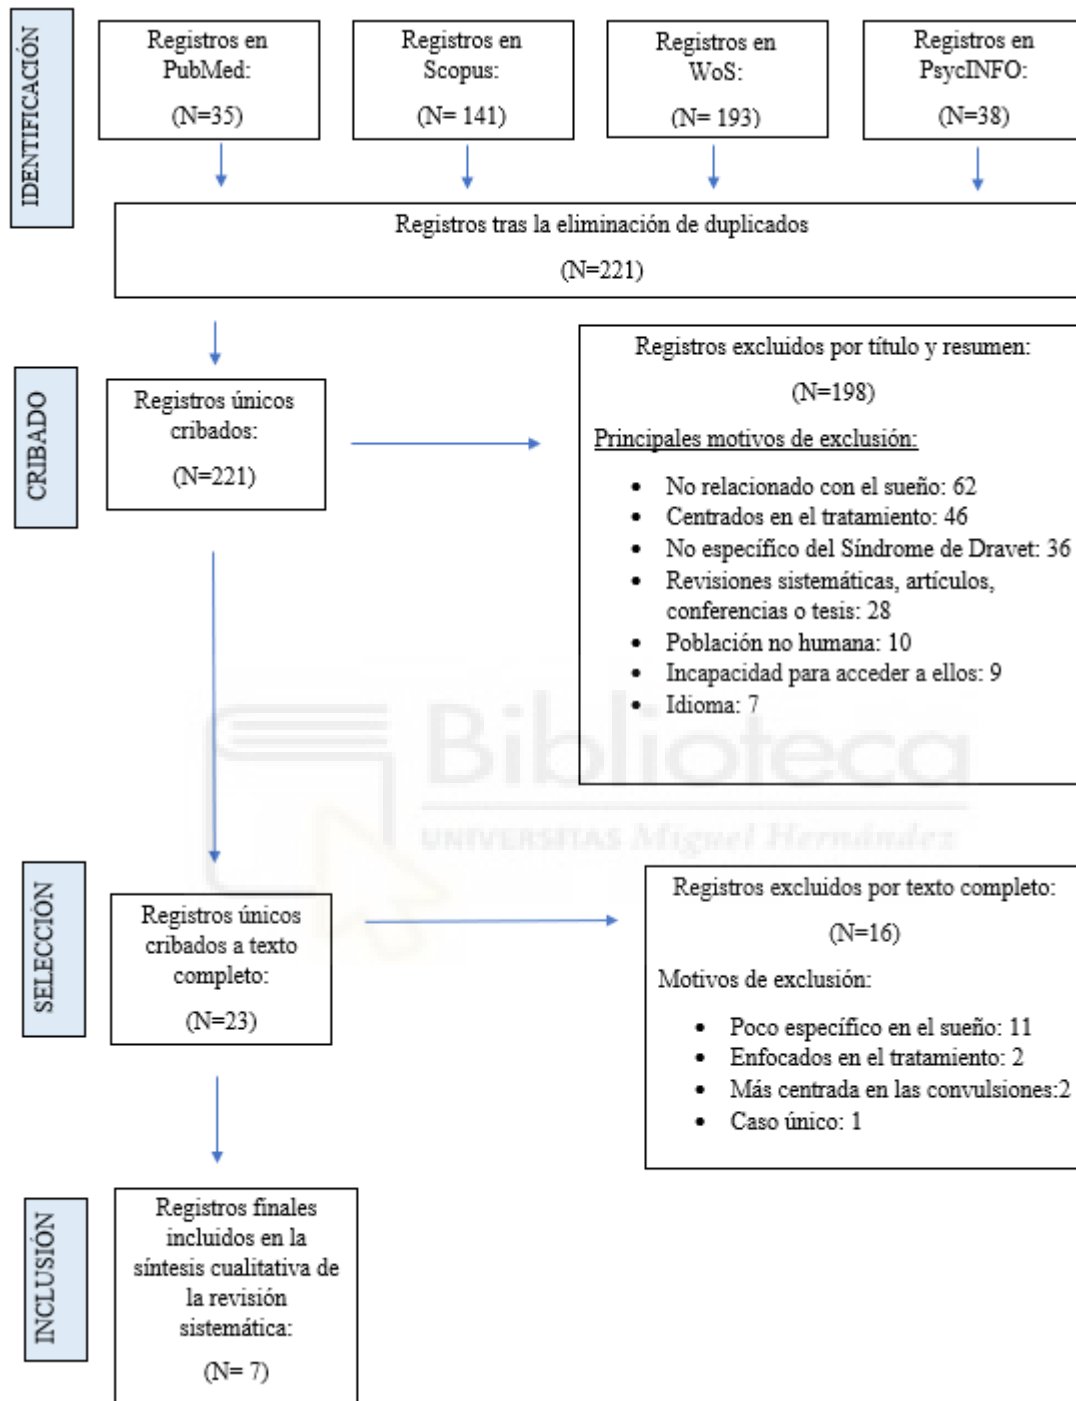 IDENTIFICACIÓN
Registros en
PubMed:
(N=35)
Registros en
Scopus:
(N= 141)
Registros en
WoS:
(N= 193)
Registros en
PsycINFO:
(N=38)
Registros tras la eliminación de duplicados
(N=221)
CRIBADO
Registros únicos
cribados:
(N=221)
Registros excluidos por título y resumen:
(N=198)
Principales motivos de exclusión:
• No relacionado con el sueño: 62
• Centrados en el tratamiento: 46
• No específico del Síndrome de Dravet: 36
• Revisiones sistemáticas, artículos,
conferencias o tesis: 28
• Población no humana: 10
• Incapacidad para acceder a ellos: 9
• Idioma: 7
Biblioteca
UNIVERSITAS Miguel Hernández
SELECCIÓN
Registros únicos
cribados a texto
completo:
(N=23)
Registros excluidos por texto completo:
(N=16)
Motivos de exclusión:
• Poco específico en el sueño: 11
• Enfocados en el tratamiento: 2
• Más centrada en las convulsiones:2
• Caso único: 1
INCLUSIÓN
Registros finales
incluidos en la
síntesis cualitativa de
la revisión
sistemática:
(N= 7)